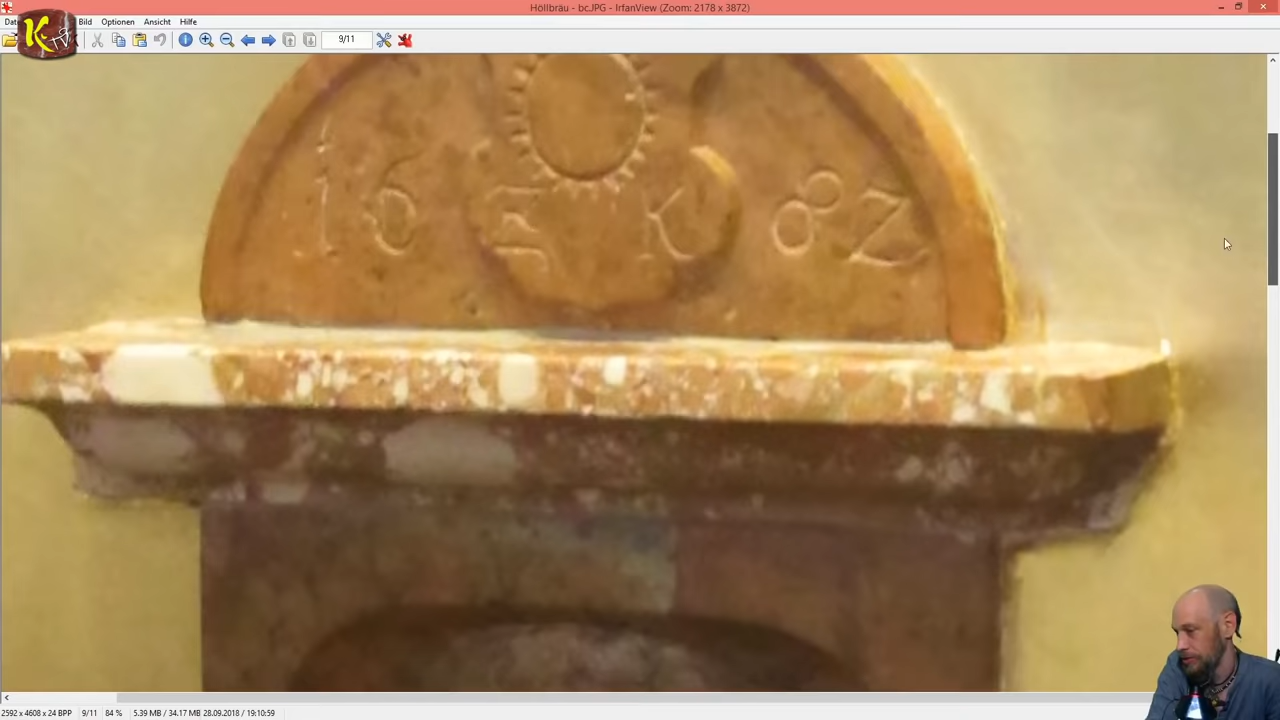 Höllbräu - bc.JPG - IrfanView (Zoom: 2178 x 3872)
Bild Optionen Ansicht Hilfe
9/11
16 E K 82
2592 x 4608 x 24 BPP 9/11 84 % 5.39 MB / 34.17 MB 28.09.2018 / 19:10:59